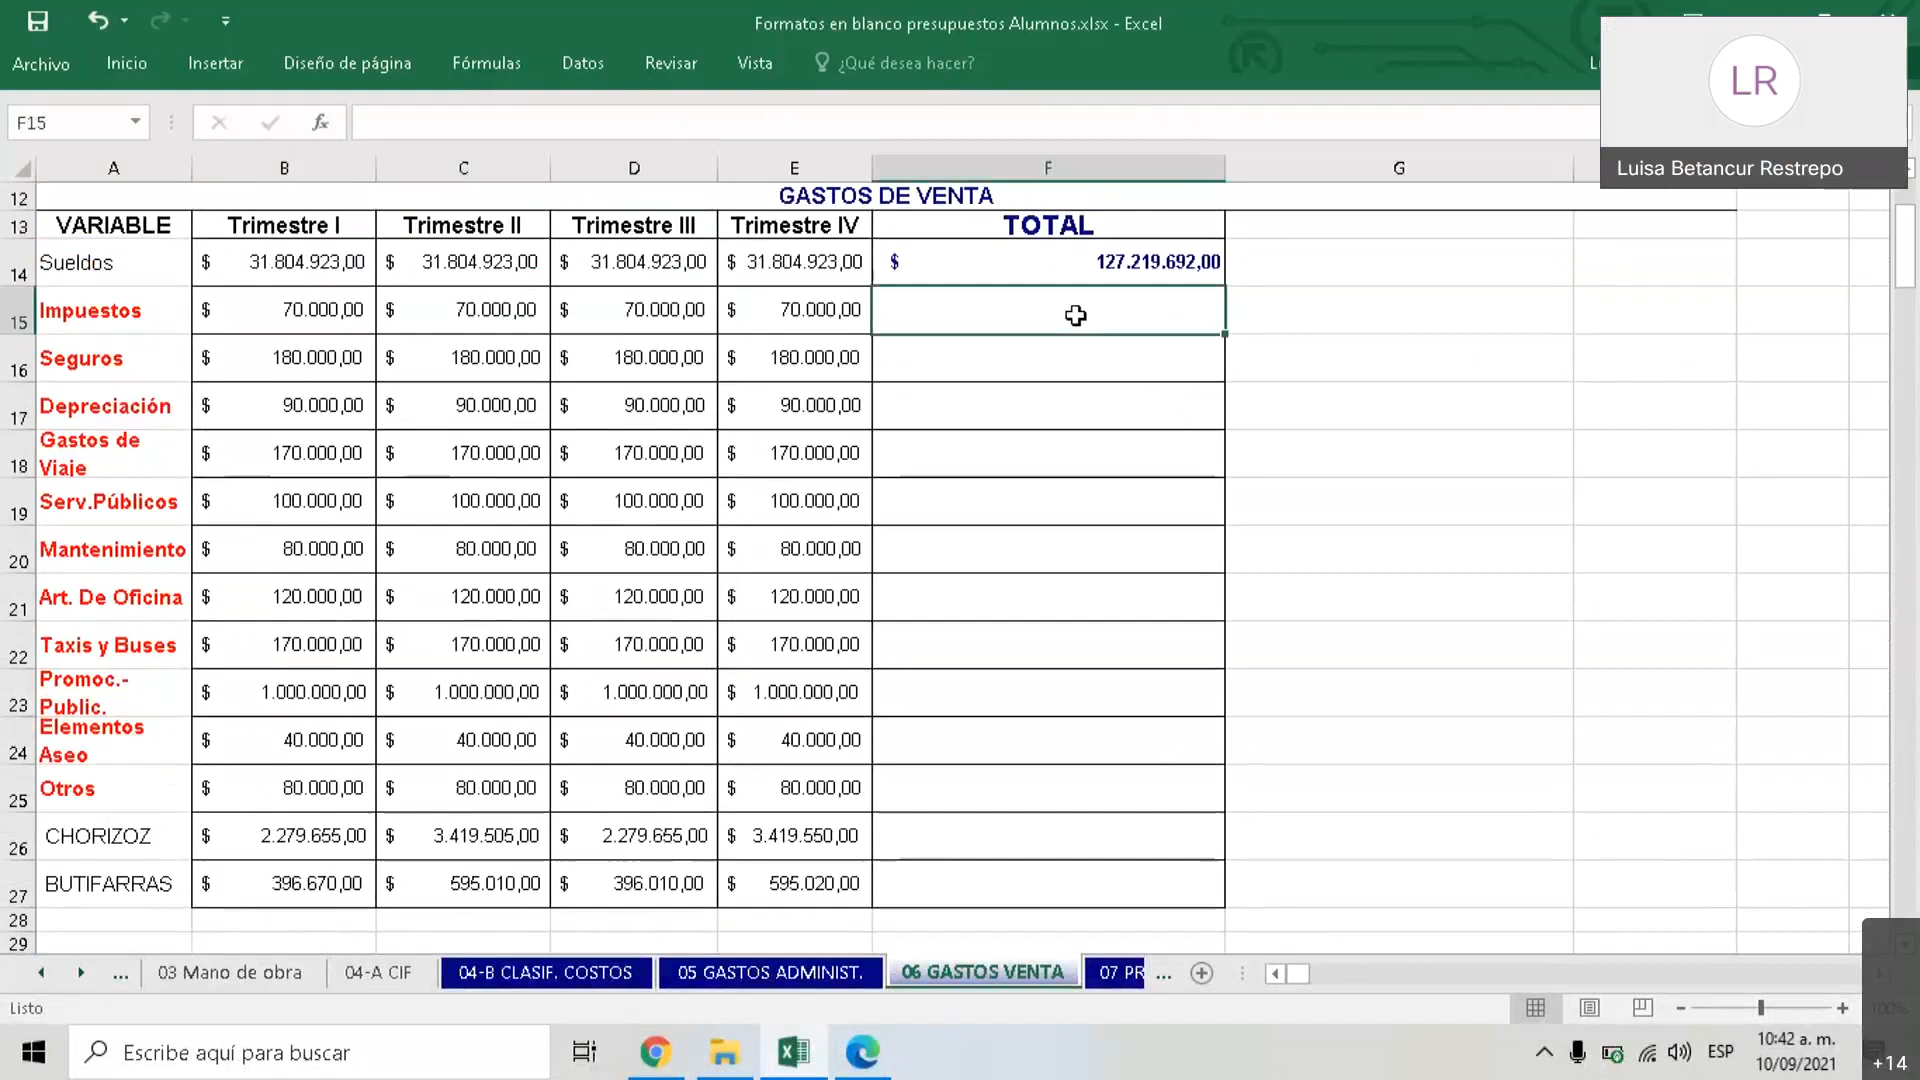 Formatos en blanco presupuestos Alumnos.xlsx - Excel
Archivo Inicio Insertar Diseño de página Fórmulas Datos Revisar Vista ¿Qué desea hacer?
LR
Luisa Betancur Restrepo
F15 fx
A B C D E F G
12 GASTOS DE VENTA
13 VARIABLE Trimestre I Trimestre II Trimestre III Trimestre IV TOTAL
14 Sueldos $ 31.804.923,00 $ 31.804.923,00 $ 31.804.923,00 $ 31.804.923,00 $ 127.219.692,00
15 Impuestos $ 70.000,00 $ 70.000,00 $ 70.000,00 $ 70.000,00
16 Seguros $ 180.000,00 $ 180.000,00 $ 180.000,00 $ 180.000,00
17 Depreciación $ 90.000,00 $ 90.000,00 $ 90.000,00 $ 90.000,00
18 Gastos de Viaje $ 170.000,00 $ 170.000,00 $ 170.000,00 $ 170.000,00
19 Serv.Públicos $ 100.000,00 $ 100.000,00 $ 100.000,00 $ 100.000,00
20 Mantenimiento $ 80.000,00 $ 80.000,00 $ 80.000,00 $ 80.000,00
21 Art. De Oficina $ 120.000,00 $ 120.000,00 $ 120.000,00 $ 120.000,00
22 Taxis y Buses $ 170.000,00 $ 170.000,00 $ 170.000,00 $ 170.000,00
23 Promoc.- Public. $ 1.000.000,00 $ 1.000.000,00 $ 1.000.000,00 $ 1.000.000,00
24 Elementos Aseo $ 40.000,00 $ 40.000,00 $ 40.000,00 $ 40.000,00
25 Otros $ 80.000,00 $ 80.000,00 $ 80.000,00 $ 80.000,00
26 CHORIZOZ $ 2.279.655,00 $ 3.419.505,00 $ 2.279.655,00 $ 3.419.550,00
27 BUTIFARRAS $ 396.670,00 $ 595.010,00 $ 396.010,00 $ 595.020,00
28
29
... 03 Mano de obra 04-A CIF 04-B CLASIF. COSTOS 05 GASTOS ADMINIST. 06 GASTOS VENTA 07 PR ...
Listo
100%
Escribe aquí para buscar
ESP
10:42 a. m.
10/09/2021
+14